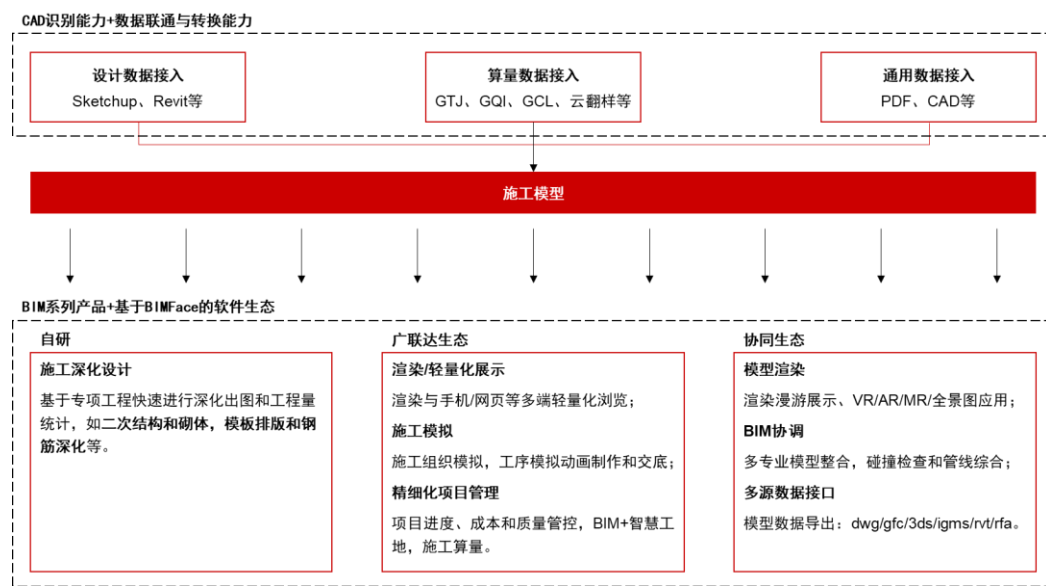 CAD识别能力+数据联通与转换能力
设计数据接入
Sketchup、Revit等
算量数据接入
GTJ、GQI、GCL、云翻样等
通用数据接入
PDF、CAD等
施工模型
BIM系列产品+基于BIMFace的软件生态
自研
施工深化设计
基于专项工程快速进行深化出图和工程量
统计，如二次结构和砌体，模板排版和钢
筋深化等。
广联达生态
渲染/轻量化展示
渲染与手机/网页等多端轻量化浏览；
施工模拟
施工组织模拟，工序模拟动画制作和交底；
精细化项目管理
项目进度、成本和质量管控，BIM+智慧工
地，施工算量。
协同生态
模型渲染
渲染漫游展示、VR/AR/MR/全景图应用；
BIM协调
多专业模型整合，碰撞检查和管线综合；
多源数据接口
模型数据导出：dwg/gfc/3ds/igms/rvt/rfa。